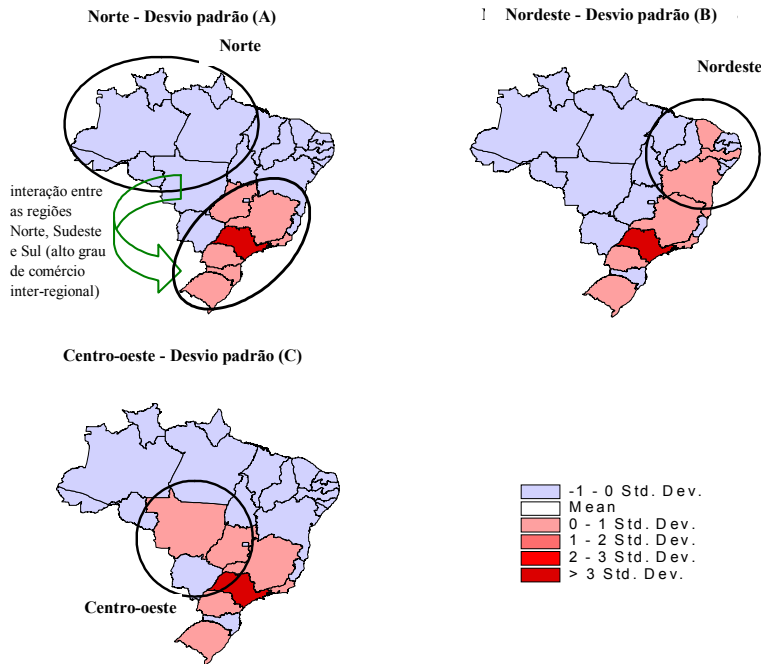 Norte - Desvio padrão (A)
Norte
interação entre
as regiões
Norte, Sudeste
e Sul (alto grau
de comércio
inter-regional)
Nordeste - Desvio padrão (B)
Nordeste
Centro-oeste - Desvio padrão (C)
Centro-oeste
-1 - 0 Std. Dev.
Mean
0 - 1 Std. Dev.
1 - 2 Std. Dev.
2 - 3 Std. Dev.
> 3 Std. Dev.